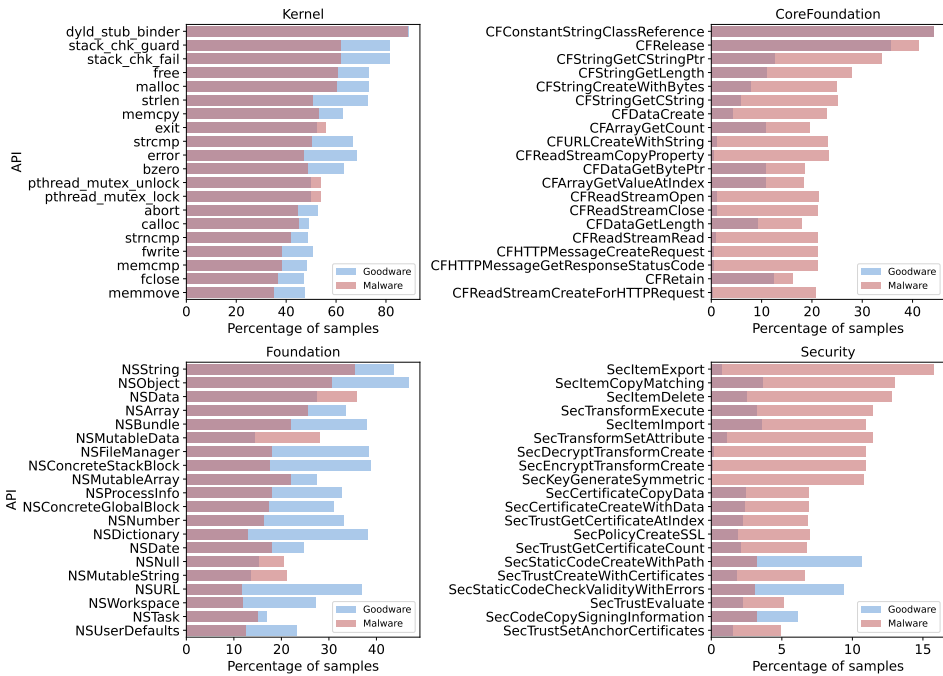 Kernel
dyld_stub_binder
stack_chk_guard
stack_chk_fail
free
malloc
strlen
memcpy
exit
strcmp
error
bzero
pthread_mutex_unlock
pthread_mutex_lock
abort
calloc
strncmp
fwrite
memcmp
fclose
memmove
API
Goodware
Malware
0 20 40 60 80
Percentage of samples
CoreFoundation
CFConstantStringClassReference
CFRelease
CFStringGetCStringPtr
CFStringGetLength
CFStringCreateWithBytes
CFStringGetCString
CFDataCreate
CFArrayGetCount
CFURLCreateWithString
CFReadStreamCopyProperty
CFDataGetBytePtr
CFArrayGetValueAtIndex
CFReadStreamOpen
CFReadStreamClose
CFDataGetLength
CFReadStreamRead
CFHTTPMessageCreateRequest
CFHTTPMessageGetResponseStatusCode
CFRetain
CFReadStreamCreateForHTTPRequest
Goodware
Malware
0 10 20 30 40
Percentage of samples
Foundation
NSString
NSObject
NSData
NSArray
NSBundle
NSMutableData
NSFileManager
NSConcreteStackBlock
NSMutableArray
NSProcessInfo
NSConcreteGlobalBlock
NSNumber
NSDictionary
NSDate
NSNull
NSMutableString
NSURL
NSWorkspace
NSTask
NSUserDefaults
API
Goodware
Malware
0 10 20 30 40
Percentage of samples
Security
SecItemExport
SecItemCopyMatching
SecItemDelete
SecTransformExecute
SecItemImport
SecTransformSetAttribute
SecDecryptTransformCreate
SecEncryptTransformCreate
SecKeyGenerateSymmetric
SecCertificateCopyData
SecCertificateCreateWithData
SecTrustGetCertificateAtIndex
SecPolicyCreateSSL
SecTrustGetCertificateCount
SecStaticCodeCreateWithPath
SecTrustCreateWithCertificates
SecStaticCodeCheckValidityWithErrors
SecTrustEvaluate
SecCodeCopySigningInformation
SecTrustSetAnchorCertificates
Goodware
Malware
0 5 10 15
Percentage of samples